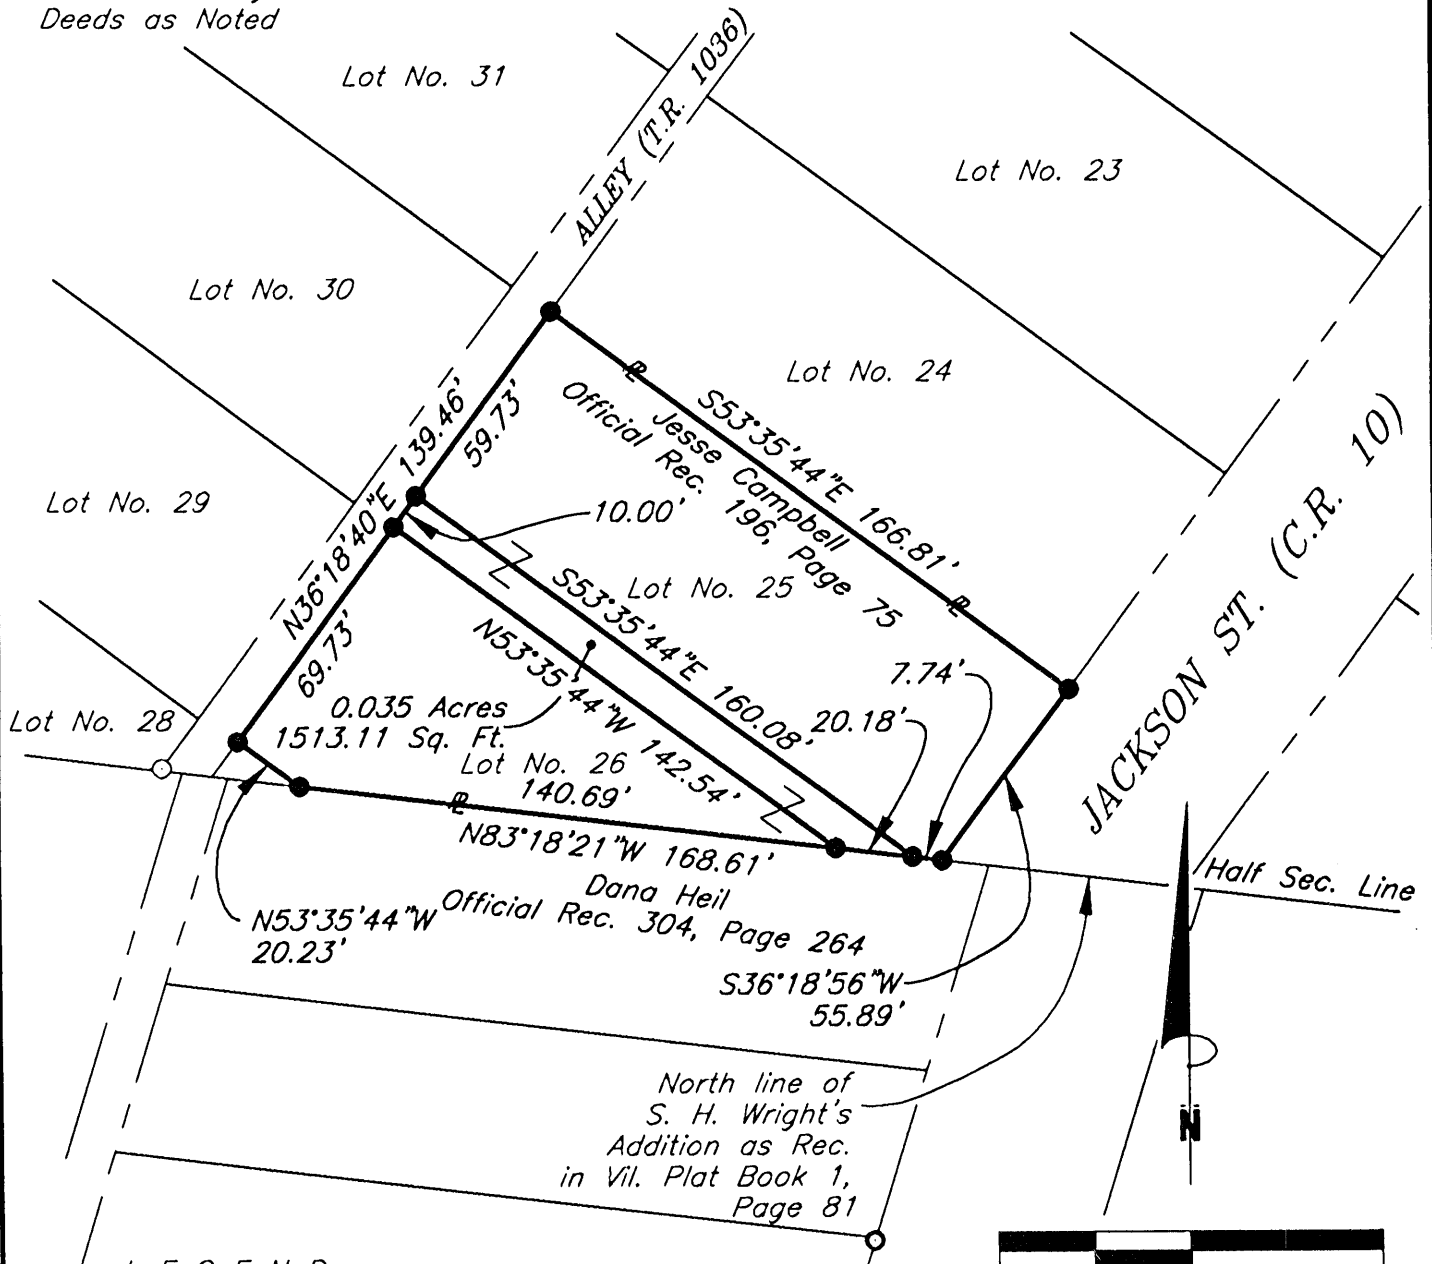 Deeds as Noted
Lot No. 31
ALLEY (T.R. 1036)
Lot No. 23
Lot No. 30
Lot No. 24
Lot No. 29
N36°18'40"E 139.46'
59.73'
S53°35'44"E 166.81'
Jesse Campbell
Official Rec. 196, Page 75
10.00'
Lot No. 25
S53°35'44"E 160.08'
JACKSON ST. (C.R. 10)
69.73'
N53°35'44"W 142.54'
7.74'
20.18'
Lot No. 28
0.035 Acres
1513.11 Sq. Ft.
Lot No. 26
140.69'
N83°18'21"W 168.61'
Half Sec. Line
Dana Heil
Official Rec. 304, Page 264
N53°35'44"W
20.23'
S36°18'56"W
55.89'
North line of
S. H. Wright's
Addition as Rec.
in Vil. Plat Book 1,
Page 81
N